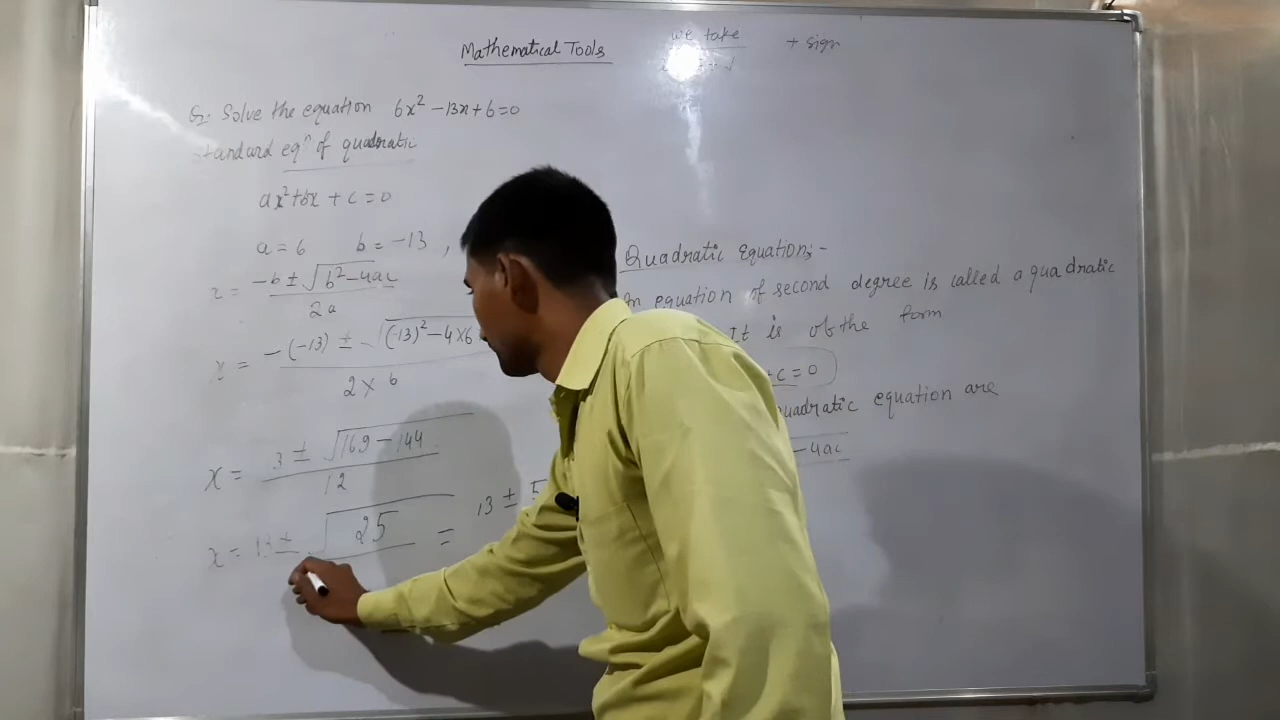 Mathematical Tools
we take + sign
Q. Solve the equation 6x² -13x + 6 = 0
standard eqⁿ of quadratic
ax² + bx + c = 0
a = 6 b = -13 ,
x = -b ± √b² - 4ac
2a
x = -(-13) ± √(-13)² - 4×6
2 × 6
x = 13 ± √169 - 144
12
x = 13 ± √25 = 13 ± 5
Quadratic Equation;-
An equation of second degree is called a quadratic
It is of the form
+c = 0
quadratic equation are
-4ac